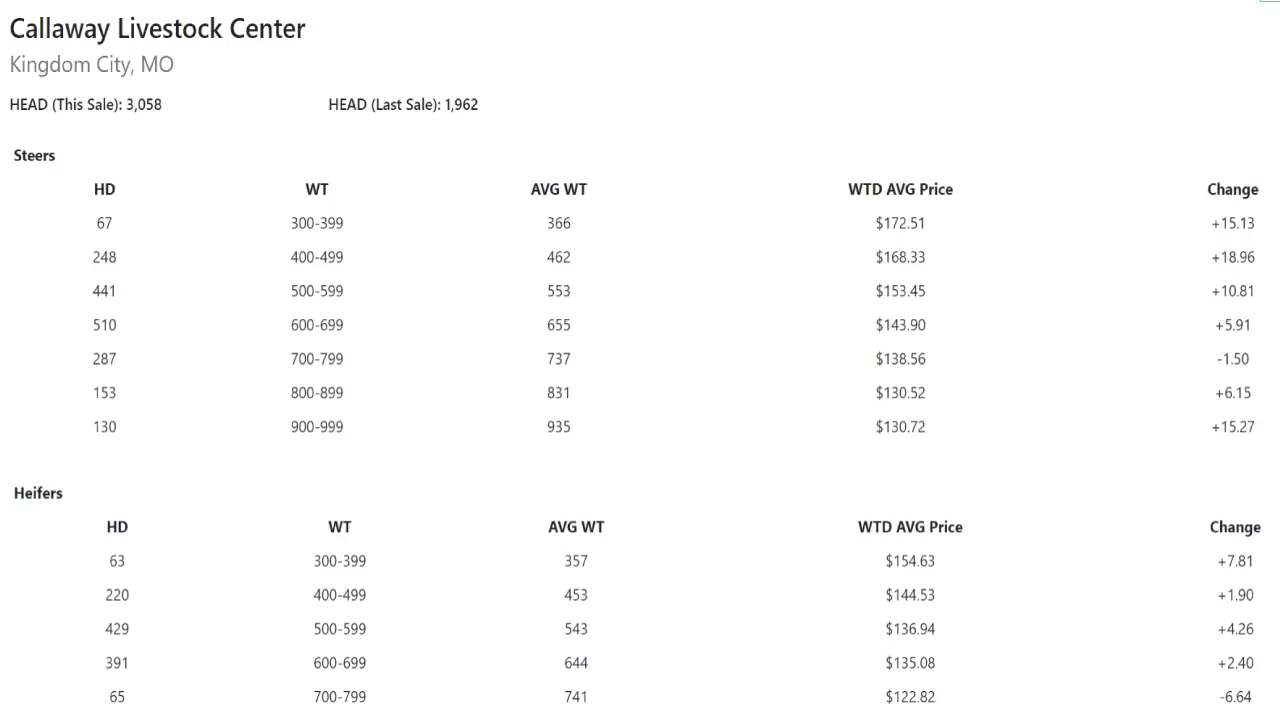 Callaway Livestock Center
Kingdom City, MO
HEAD (This Sale): 3,058 HEAD (Last Sale): 1,962
Steers
HD WT AVG WT WTD AVG Price Change
67 300-399 366 $172.51 +15.13
248 400-499 462 $168.33 +18.96
441 500-599 553 $153.45 +10.81
510 600-699 655 $143.90 +5.91
287 700-799 737 $138.56 -1.50
153 800-899 831 $130.52 +6.15
130 900-999 935 $130.72 +15.27
Heifers
HD WT AVG WT WTD AVG Price Change
63 300-399 357 $154.63 +7.81
220 400-499 453 $144.53 +1.90
429 500-599 543 $136.94 +4.26
391 600-699 644 $135.08 +2.40
65 700-799 741 $122.82 -6.64